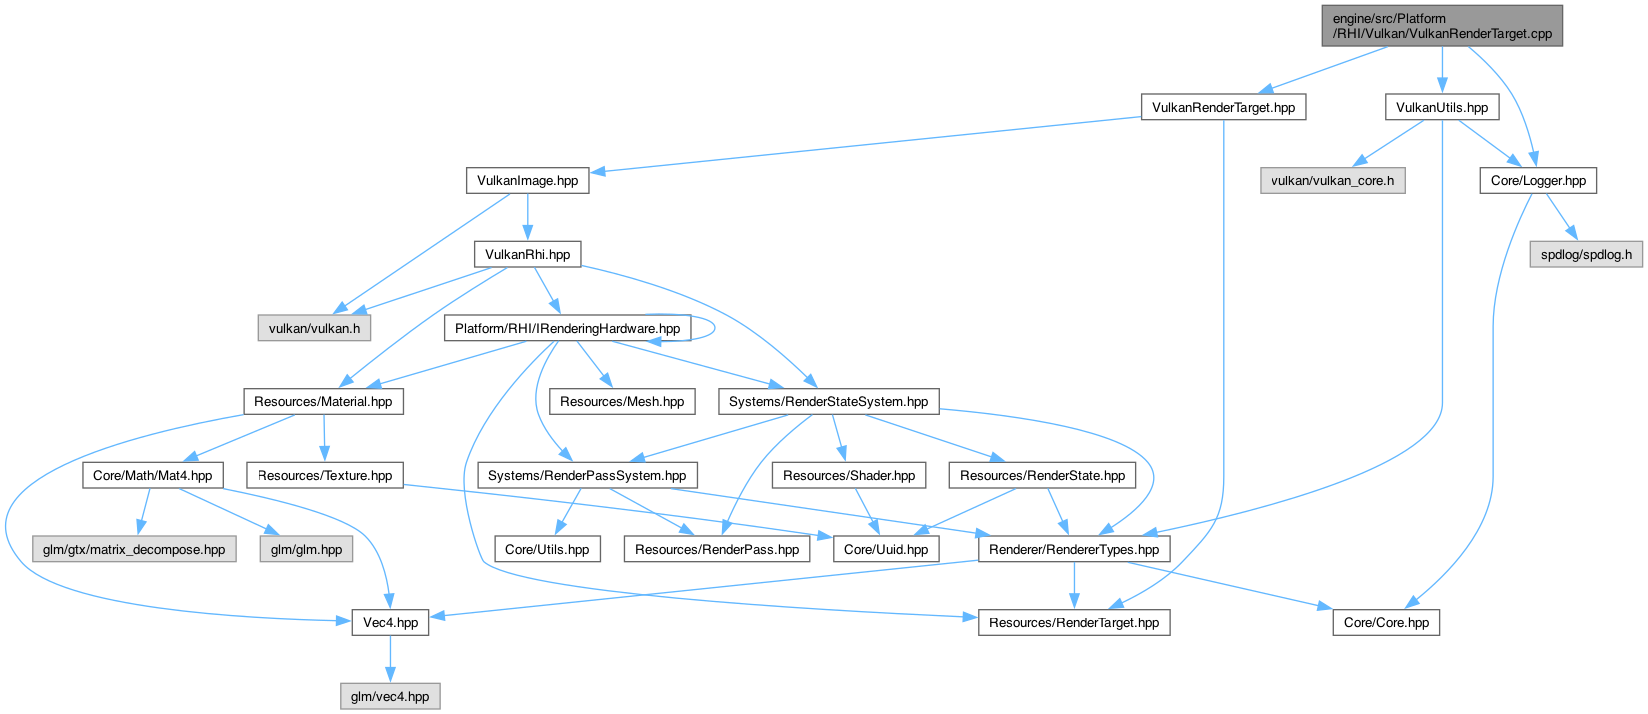 engine/src/Platform
/RHI/Vulkan/VulkanRenderTarget.cpp
VulkanRenderTarget.hpp
VulkanUtils.hpp
VulkanImage.hpp
vulkan/vulkan_core.h
Core/Logger.hpp
VulkanRhi.hpp
spdlog/spdlog.h
vulkan/vulkan.h
Platform/RHI/IRenderingHardware.hpp
Resources/Material.hpp
Resources/Mesh.hpp
Systems/RenderStateSystem.hpp
Core/Math/Mat4.hpp
Resources/Texture.hpp
Systems/RenderPassSystem.hpp
Resources/Shader.hpp
Resources/RenderState.hpp
glm/gtx/matrix_decompose.hpp
glm/glm.hpp
Core/Utils.hpp
Resources/RenderPass.hpp
Core/Uuid.hpp
Renderer/RendererTypes.hpp
Vec4.hpp
Resources/RenderTarget.hpp
Core/Core.hpp
glm/vec4.hpp